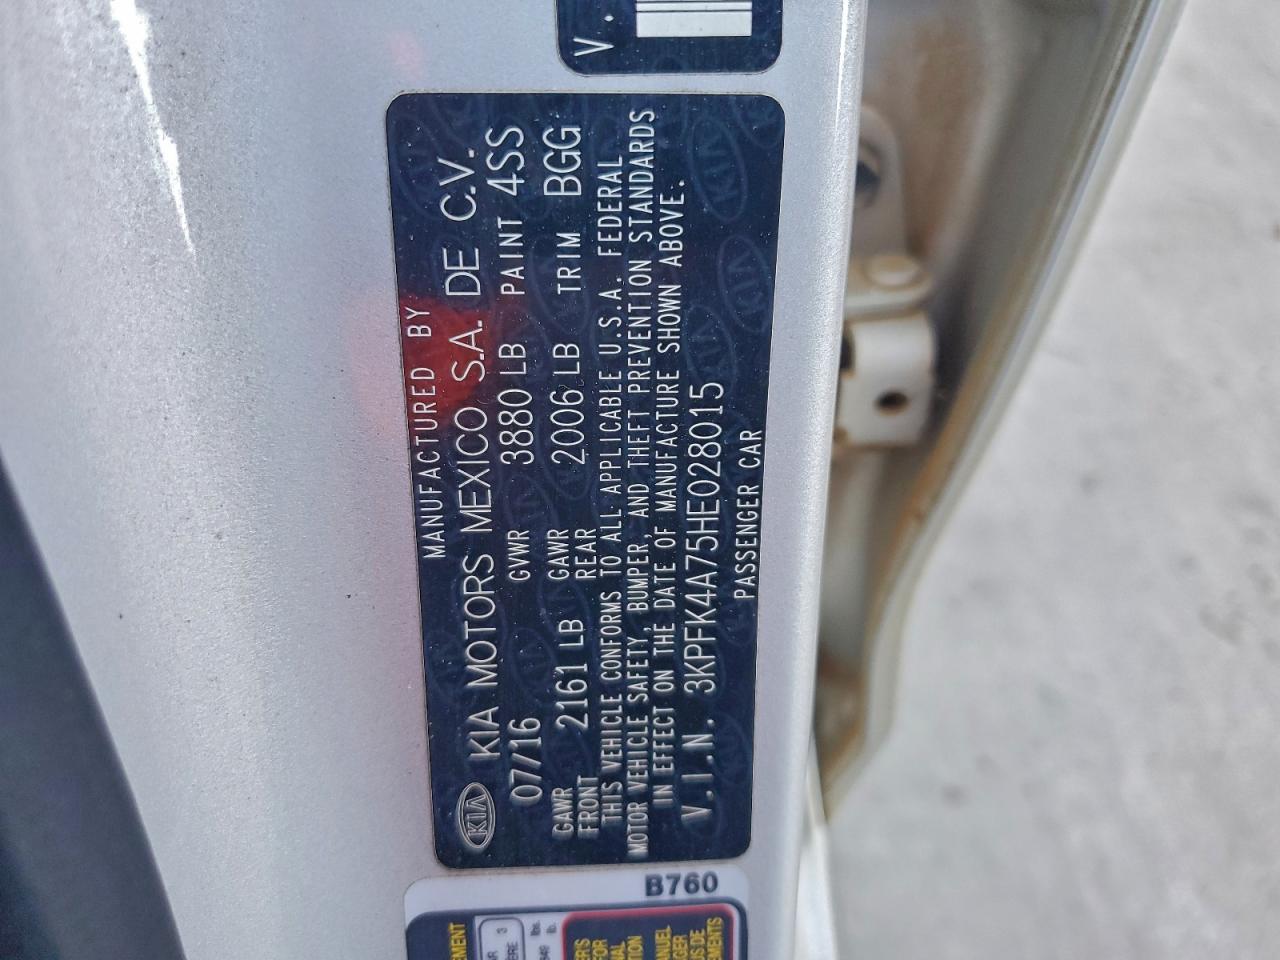 V.
MANUFACTURED BY
KIA KIA MOTORS MEXICO S.A. DE C.V.
07/16 GVWR 3880 LB PAINT 4SS
GAWR FRONT 2161 LB GAWR REAR 2006 LB TRIM BGG
THIS VEHICLE CONFORMS TO ALL APPLICABLE U.S.A. FEDERAL
MOTOR VEHICLE SAFETY, BUMPER, AND THEFT PREVENTION STANDARDS
IN EFFECT ON THE DATE OF MANUFACTURE SHOWN ABOVE.
V.I.N. 3KPFK4A75HE028015
PASSENGER CAR
B760